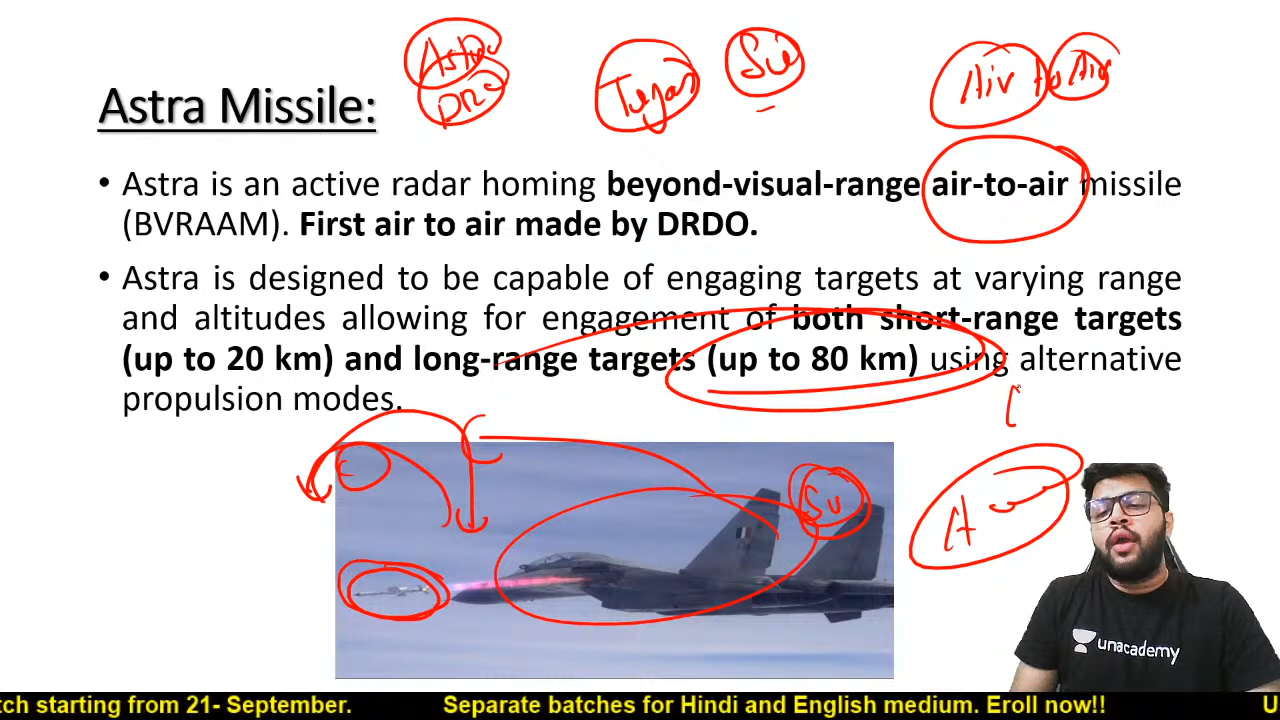 Astra
DRD
Tejas
Su
Air to Air
Astra Missile:
• Astra is an active radar homing beyond-visual-range air-to-air missile
(BVRAAM). First air to air made by DRDO.
• Astra is designed to be capable of engaging targets at varying range
and altitudes allowing for engagement of both short-range targets
(up to 20 km) and long-range targets (up to 80 km) using alternative
propulsion modes.
Su
unacademy
tch starting from 21- September. Separate batches for Hindi and English medium. Eroll now!! U